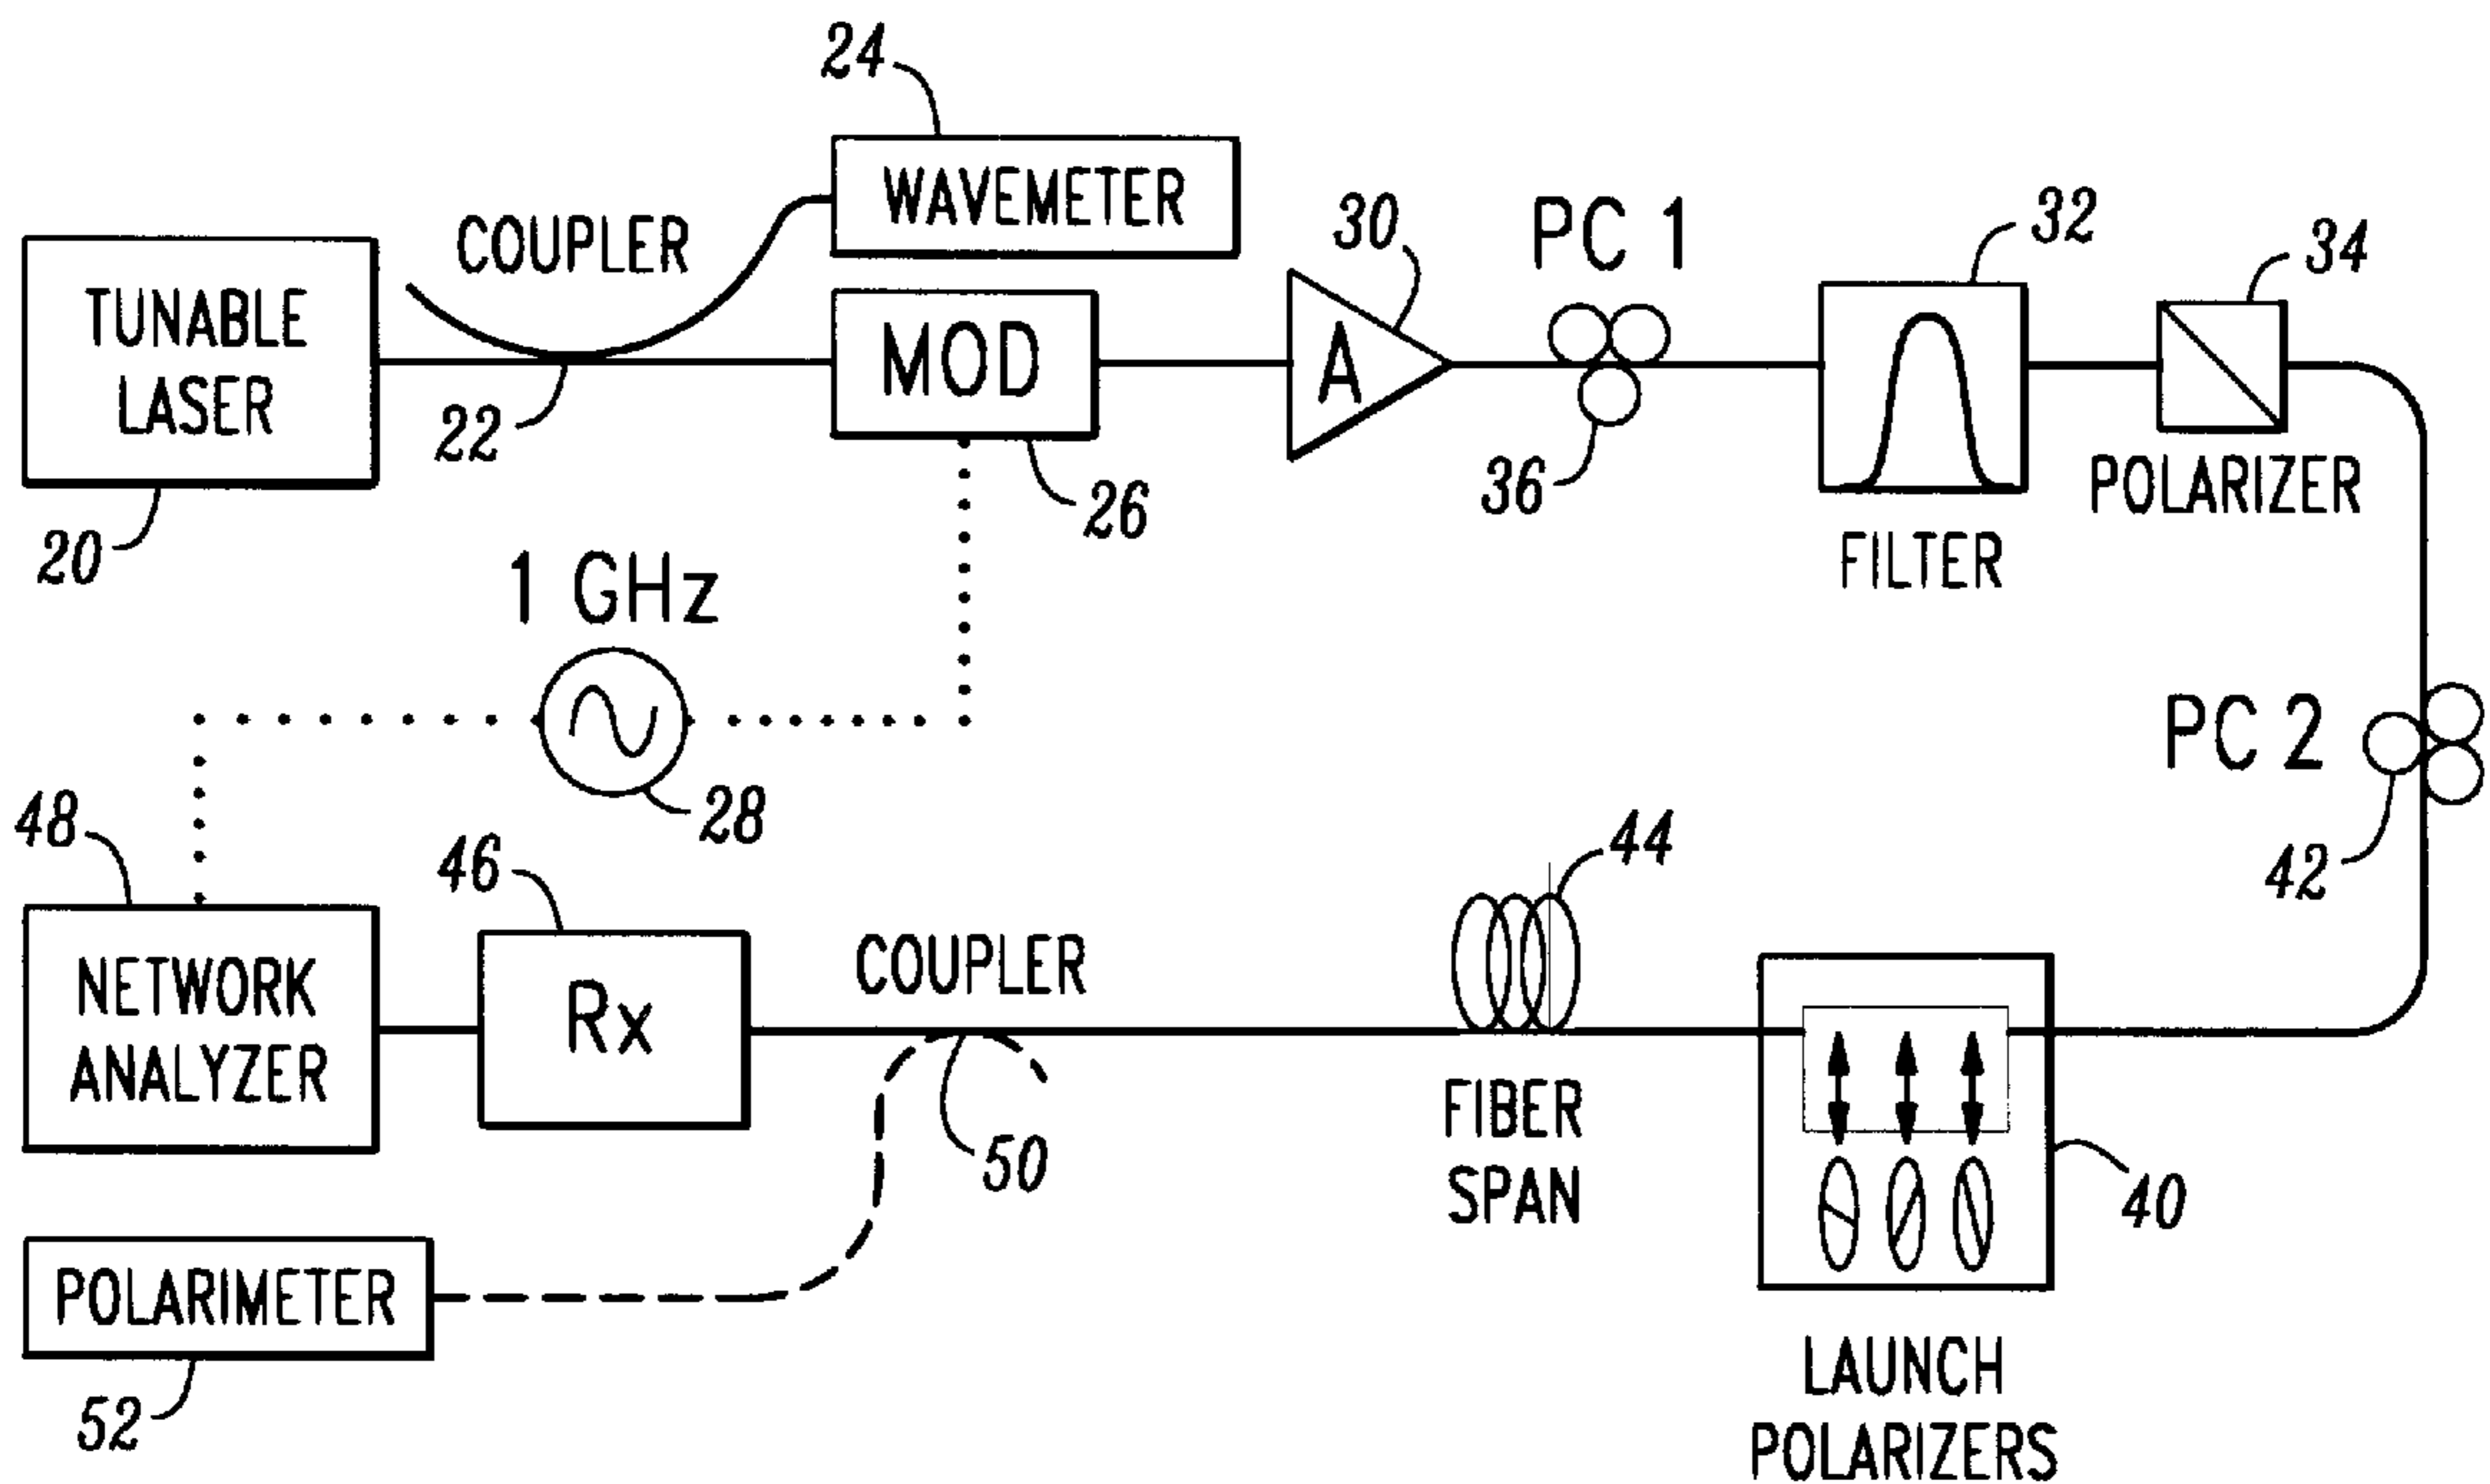 24
WAVEMETER
COUPLER
TUNABLE
LASER
20
22
MOD
26
30
A
PC 1
36
32
FILTER
34
POLARIZER
1 GHz
28
PC 2
42
48
NETWORK
ANALYZER
46
Rx
COUPLER
50
44
FIBER
SPAN
40
LAUNCH
POLARIZERS
POLARIMETER
52